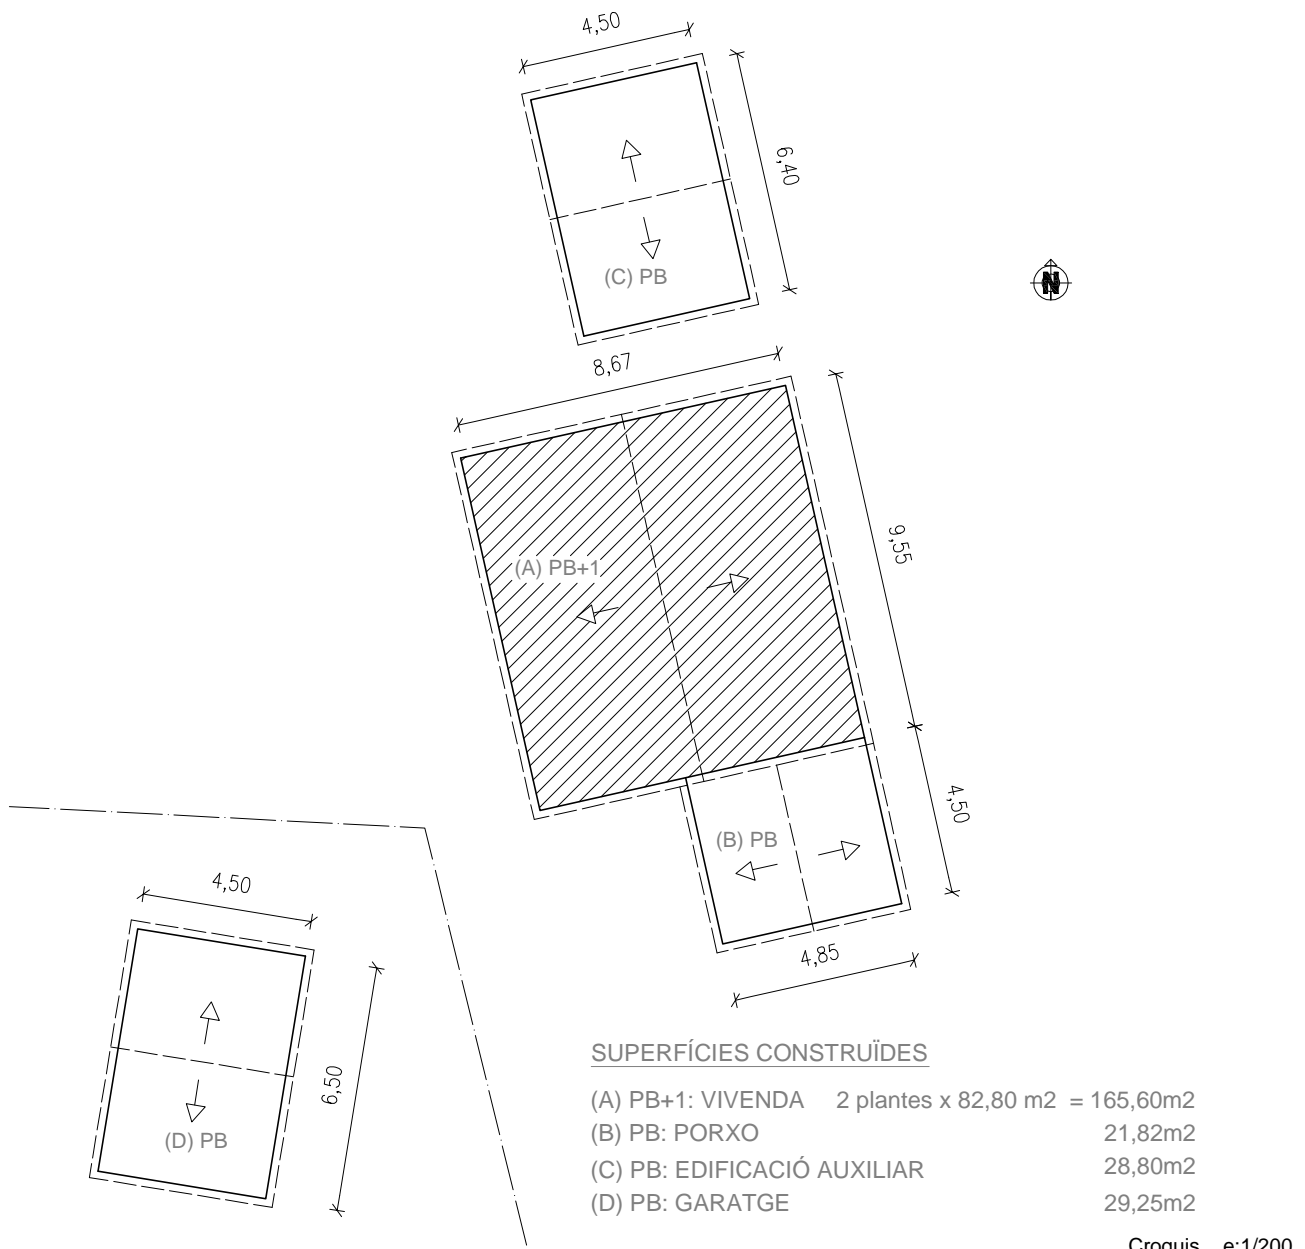 4,50
6,40
(C) PB
N
8,67
(A) PB+1
9,55
4,50
(B) PB
4,85
4,50
6,50
(D) PB
SUPERFÍCIES CONSTRUÏDES
(A) PB+1: VIVENDA 2 plantes x 82,80 m2 = 165,60m2
(B) PB: PORXO 21,82m2
(C) PB: EDIFICACIÓ AUXILIAR 28,80m2
(D) PB: GARATGE 29,25m2
Croquis e:1/200